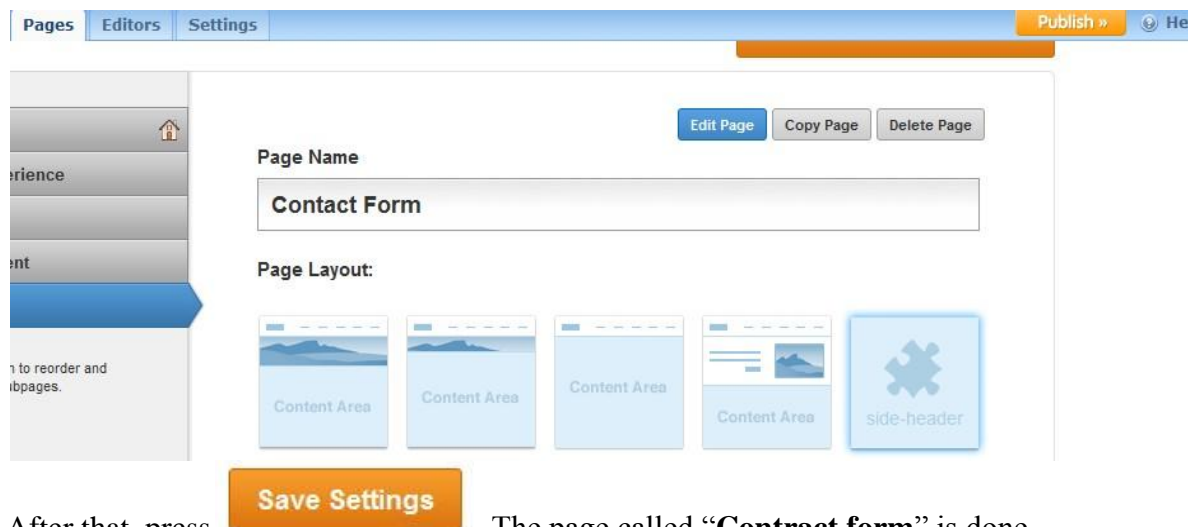 Pages Editors Settings Publish » He
Edit Page Copy Page Delete Page
Page Name
erience
Contact Form
ent
Page Layout:
n to reorder and
ubpages.
Content Area Content Area Content Area Content Area side-header
Save Settings
After that, press . The page called “Contract form” is done